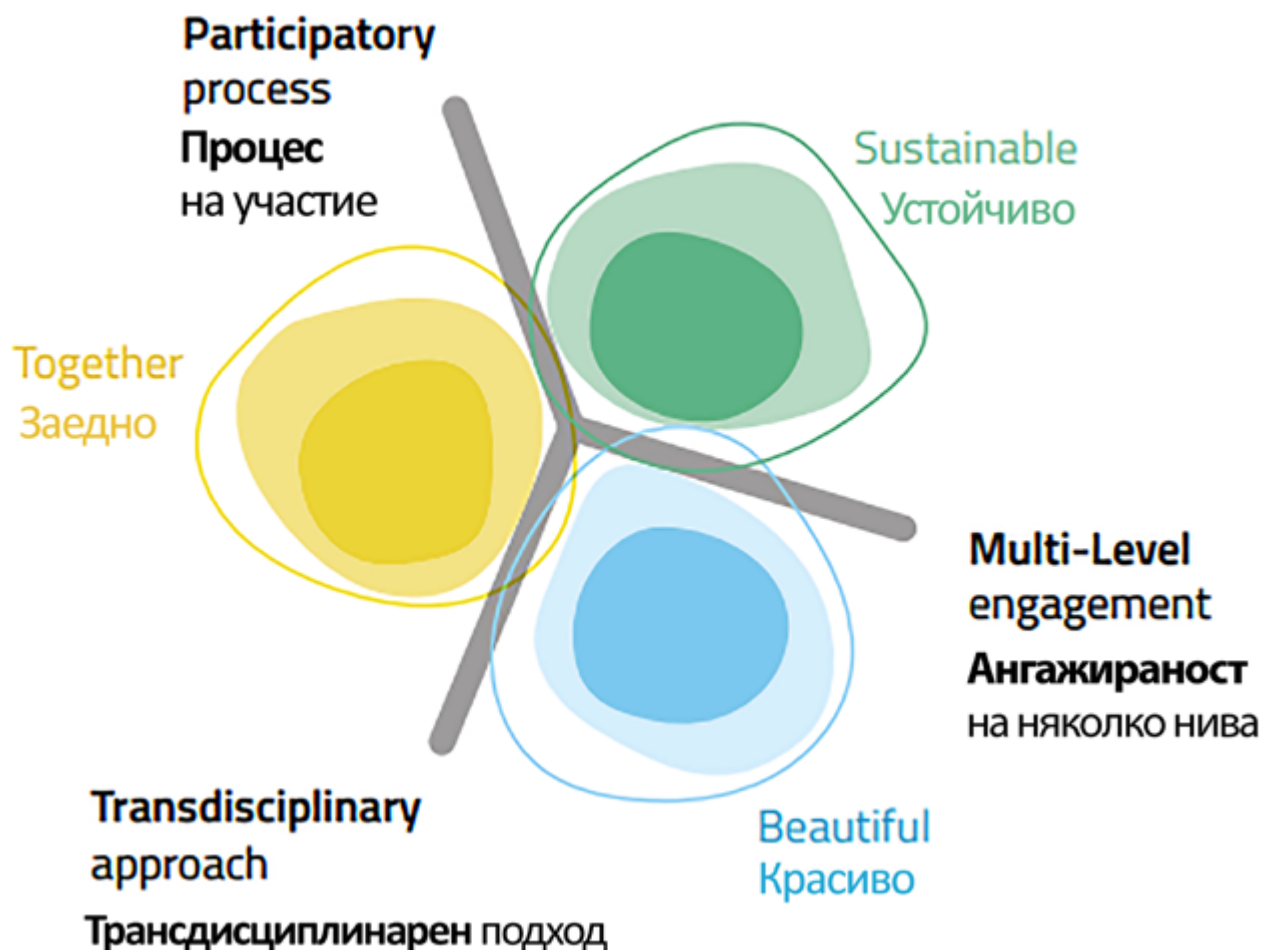 Participatory
process
Процес
на участие
Sustainable
Устойчиво
Together
Заедно
Multi-Level
engagement
Ангажираност
на няколко нива
Transdisciplinary
approach
Трансдисциплинарен подход
Beautiful
Красиво